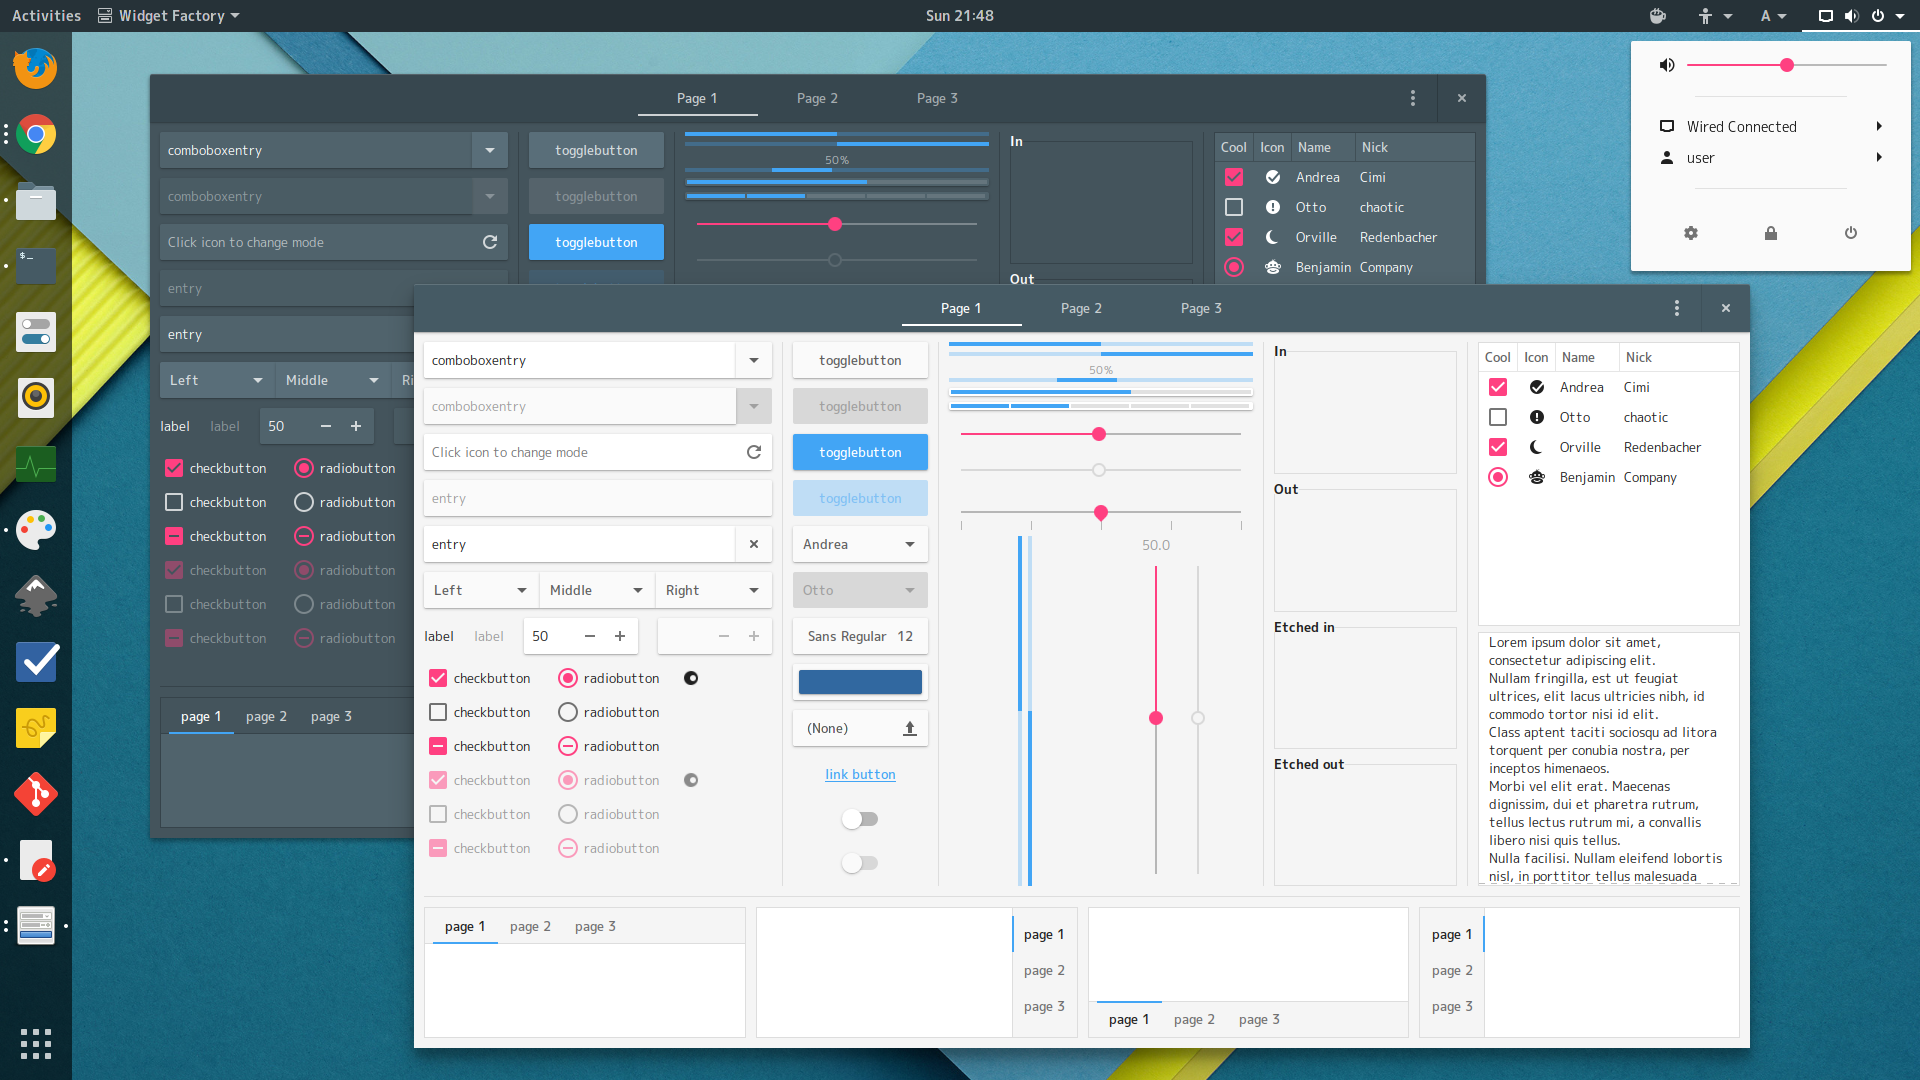 Activities Widget Factory Sun 21:48 A
Page 1 Page 2 Page 3
comboboxentry togglebutton 50% In Cool Icon Name Nick
Andrea Cimi
comboboxentry togglebutton Otto chaotic
Click icon to change mode togglebutton Orville Redenbacher
Benjamin Company
entry Out
entry
Left Middle Ri
label label 50
checkbutton radiobutton
checkbutton radiobutton
checkbutton radiobutton
checkbutton radiobutton
checkbutton radiobutton
checkbutton radiobutton
page 1 page 2 page 3
Wired Connected
user
$_
Page 1 Page 2 Page 3
comboboxentry
comboboxentry
Click icon to change mode
entry
entry
Left Middle Right
label label 50
checkbutton radiobutton
checkbutton radiobutton
checkbutton radiobutton
checkbutton radiobutton
checkbutton radiobutton
checkbutton radiobutton
togglebutton
togglebutton
togglebutton
togglebutton
Andrea
Otto
Sans Regular 12
(None)
link button
50%
50.0
In
Out
Etched in
Etched out
Cool Icon Name Nick
Andrea Cimi
Otto chaotic
Orville Redenbacher
Benjamin Company
Lorem ipsum dolor sit amet,
consectetur adipiscing elit.
Nullam fringilla, est ut feugiat
ultrices, elit lacus ultricies nibh, id
commodo tortor nisi id elit.
Class aptent taciti sociosqu ad litora
torquent per conubia nostra, per
inceptos himenaeos.
Morbi vel elit erat. Maecenas
dignissim, dui et pharetra rutrum,
tellus lectus rutrum mi, a convallis
libero nisi quis tellus.
Nulla facilisi. Nullam eleifend lobortis
nisl, in porttitor tellus malesuada
page 1 page 2 page 3
page 1
page 2
page 3
page 1 page 2 page 3
page 1
page 2
page 3